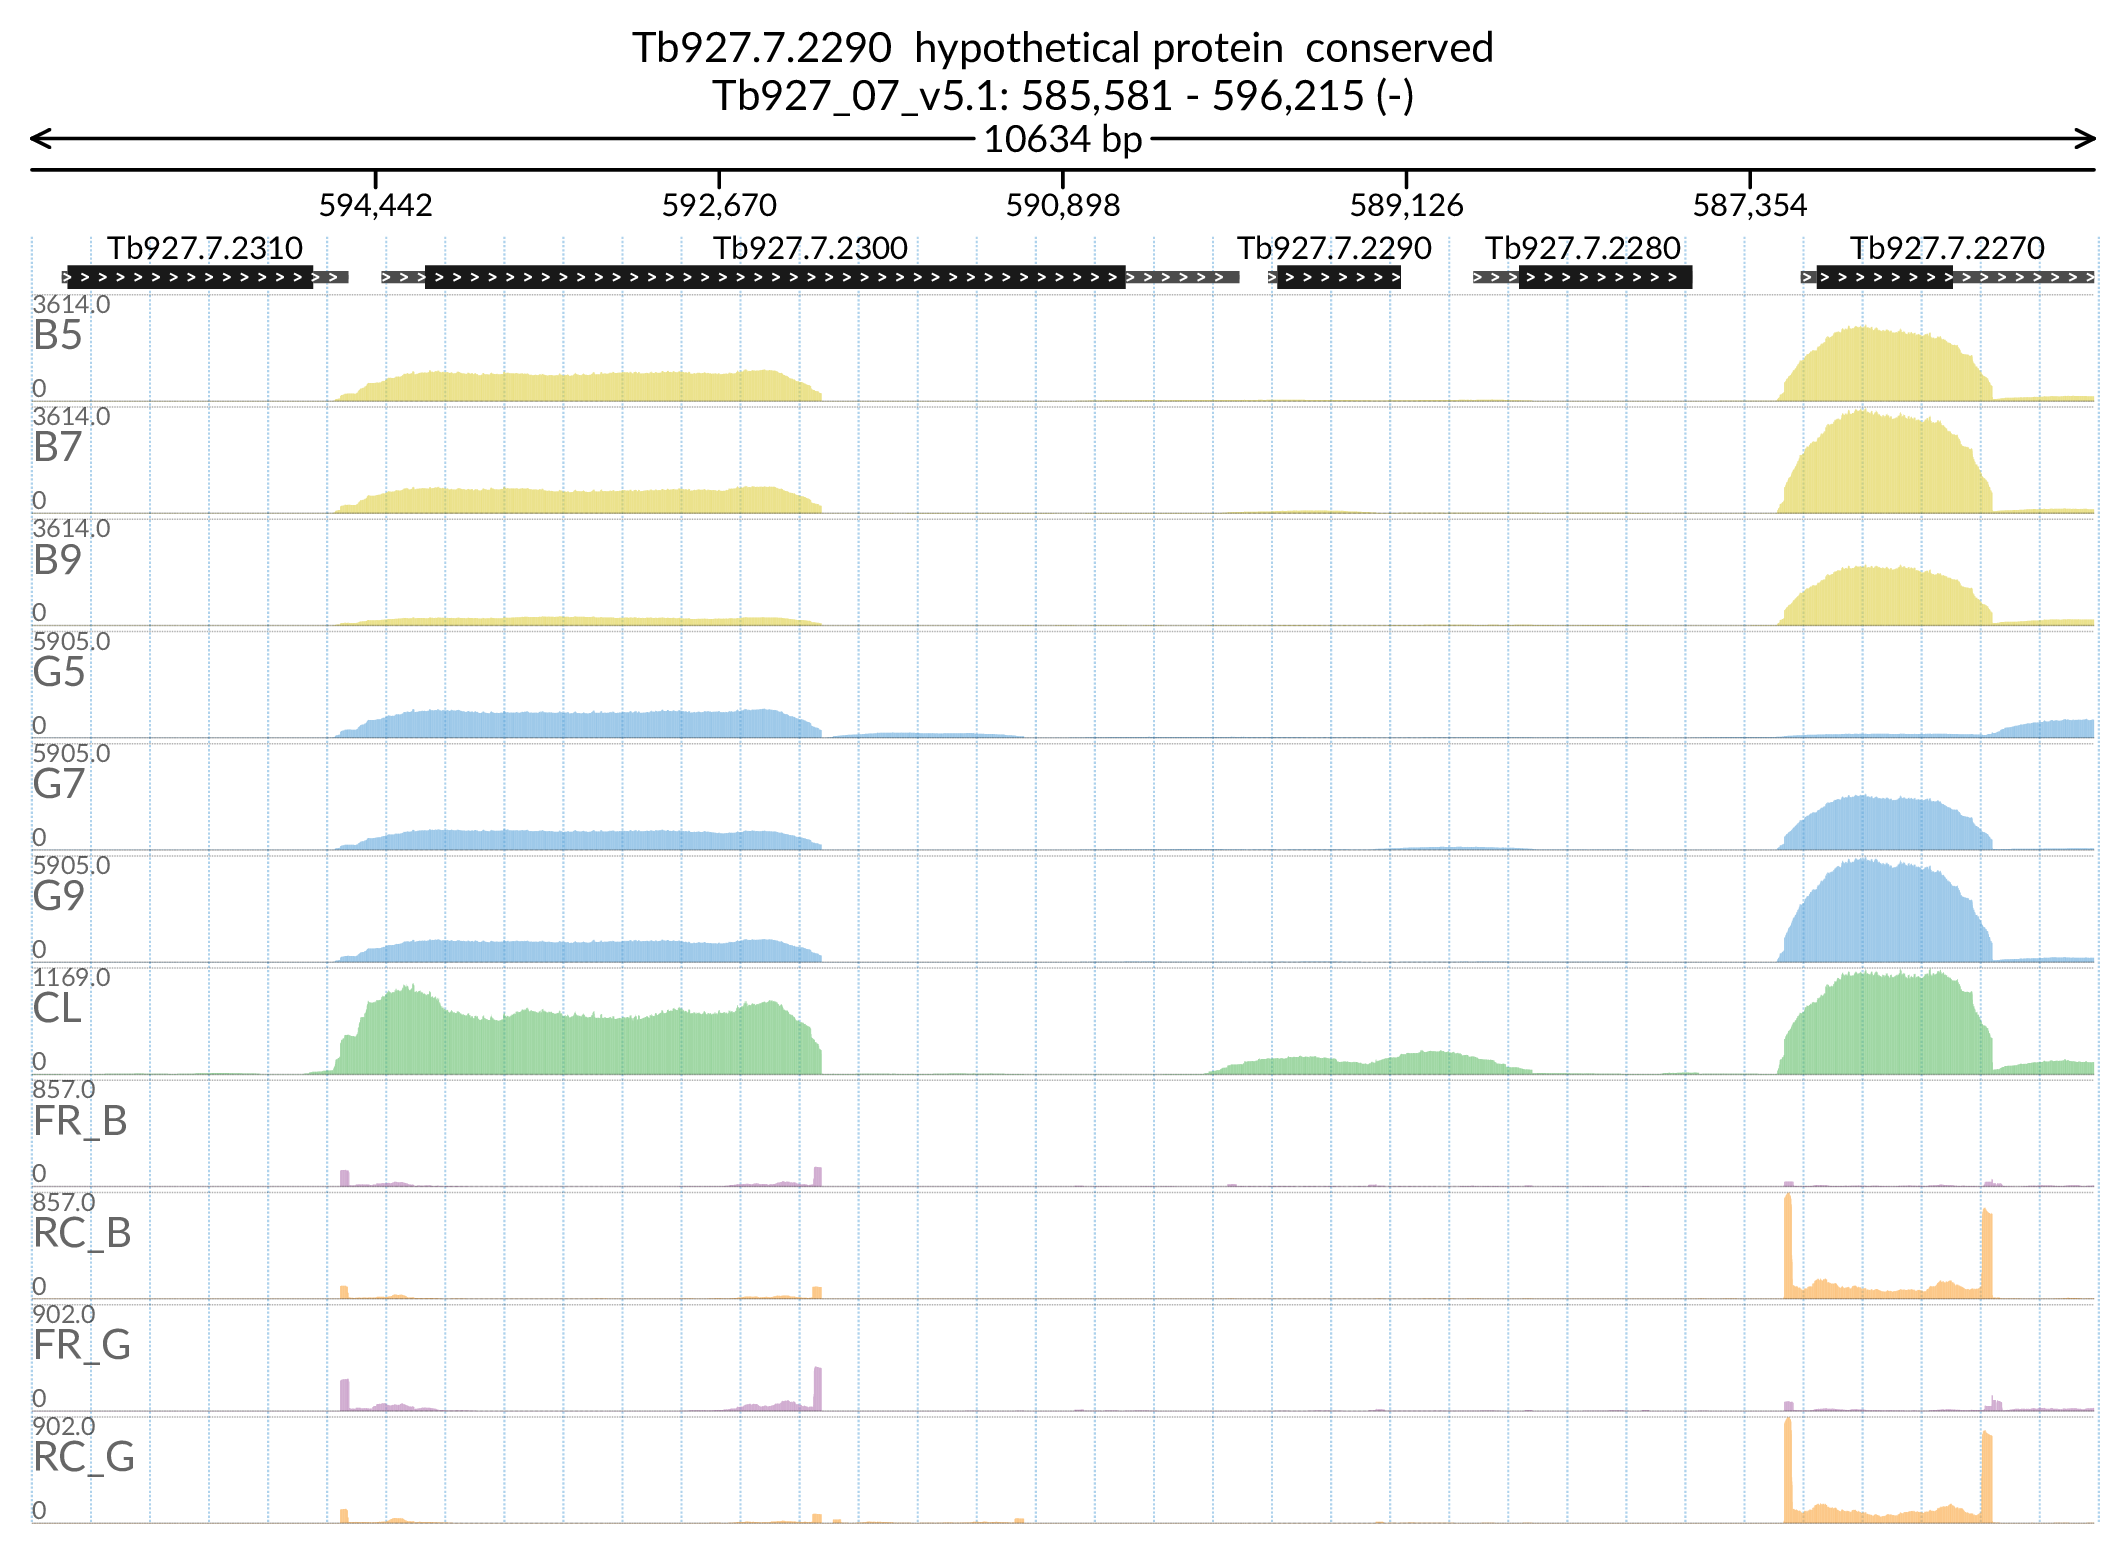 Tb927.7.2290  hypothetical protein  conserved
Tb927_07_v5.1: 585,581 - 596,215 (-)
10634 bp
594,442 592,670 590,898 589,126 587,354
Tb927.7.2310 Tb927.7.2300 Tb927.7.2290 Tb927.7.2280 Tb927.7.2270
3614.0
B5
0
3614.0
B7
0
3614.0
B9
0
5905.0
G5
0
5905.0
G7
0
5905.0
G9
0
1169.0
CL
0
857.0
FR_B
0
857.0
RC_B
0
902.0
FR_G
0
902.0
RC_G
0